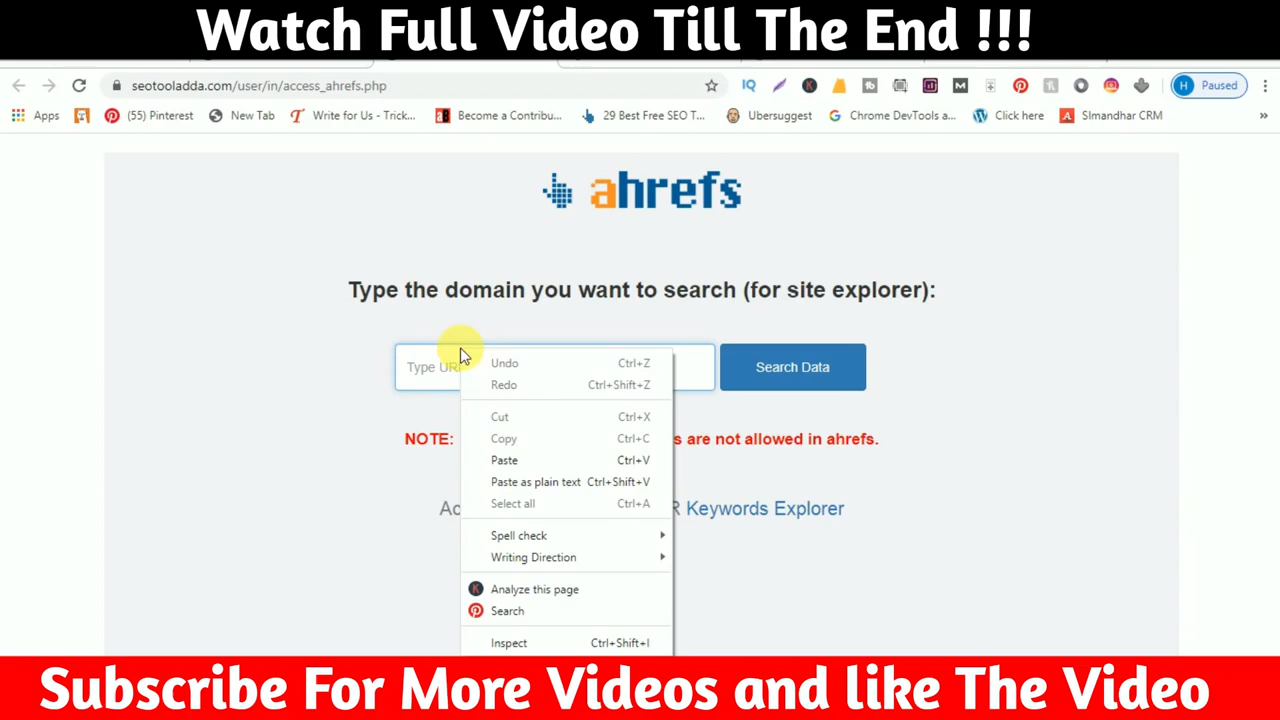 Watch Full Video Till The End !!!
seotooladda.com/user/in/access_ahrefs.php
H Paused
Apps (55) Pinterest New Tab Write for Us - Trick... Become a Contribu... 29 Best Free SEO T... Ubersuggest Chrome DevTools a... Click here SImandhar CRM »
ahrefs
Type the domain you want to search (for site explorer):
Type UR
Search Data
Undo Ctrl+Z
Redo Ctrl+Shift+Z
Cut Ctrl+X
NOTE: s are not allowed in ahrefs.
Copy Ctrl+C
Paste Ctrl+V
Paste as plain text Ctrl+Shift+V
Select all Ctrl+A
Ac R Keywords Explorer
Spell check
Writing Direction
Analyze this page
Search
Inspect Ctrl+Shift+I
Subscribe For More Videos and like The Video